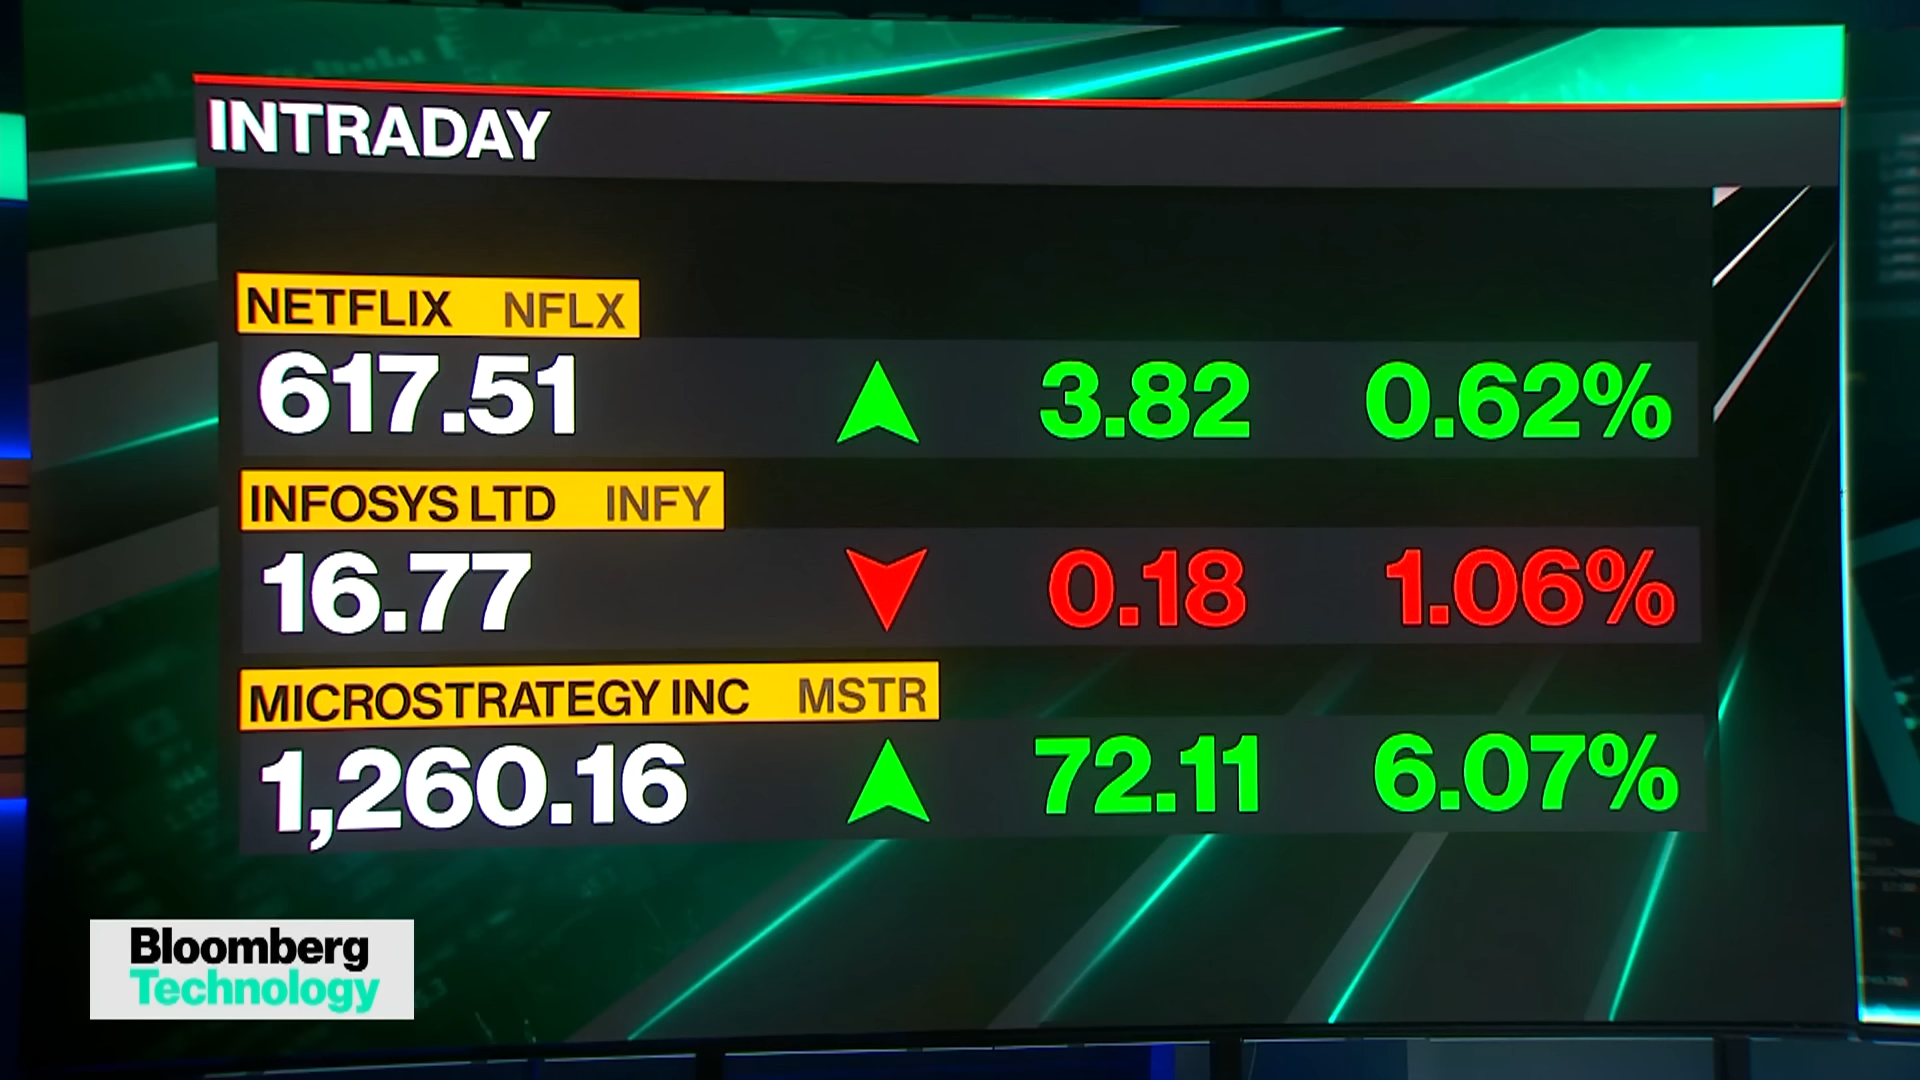 INTRADAY
NETFLIX NFLX
617.51 ▲ 3.82 0.62%
INFOSYS LTD INFY
16.77 ▼ 0.18 1.06%
MICROSTRATEGY INC MSTR
1,260.16 ▲ 72.11 6.07%
Bloomberg
Technology